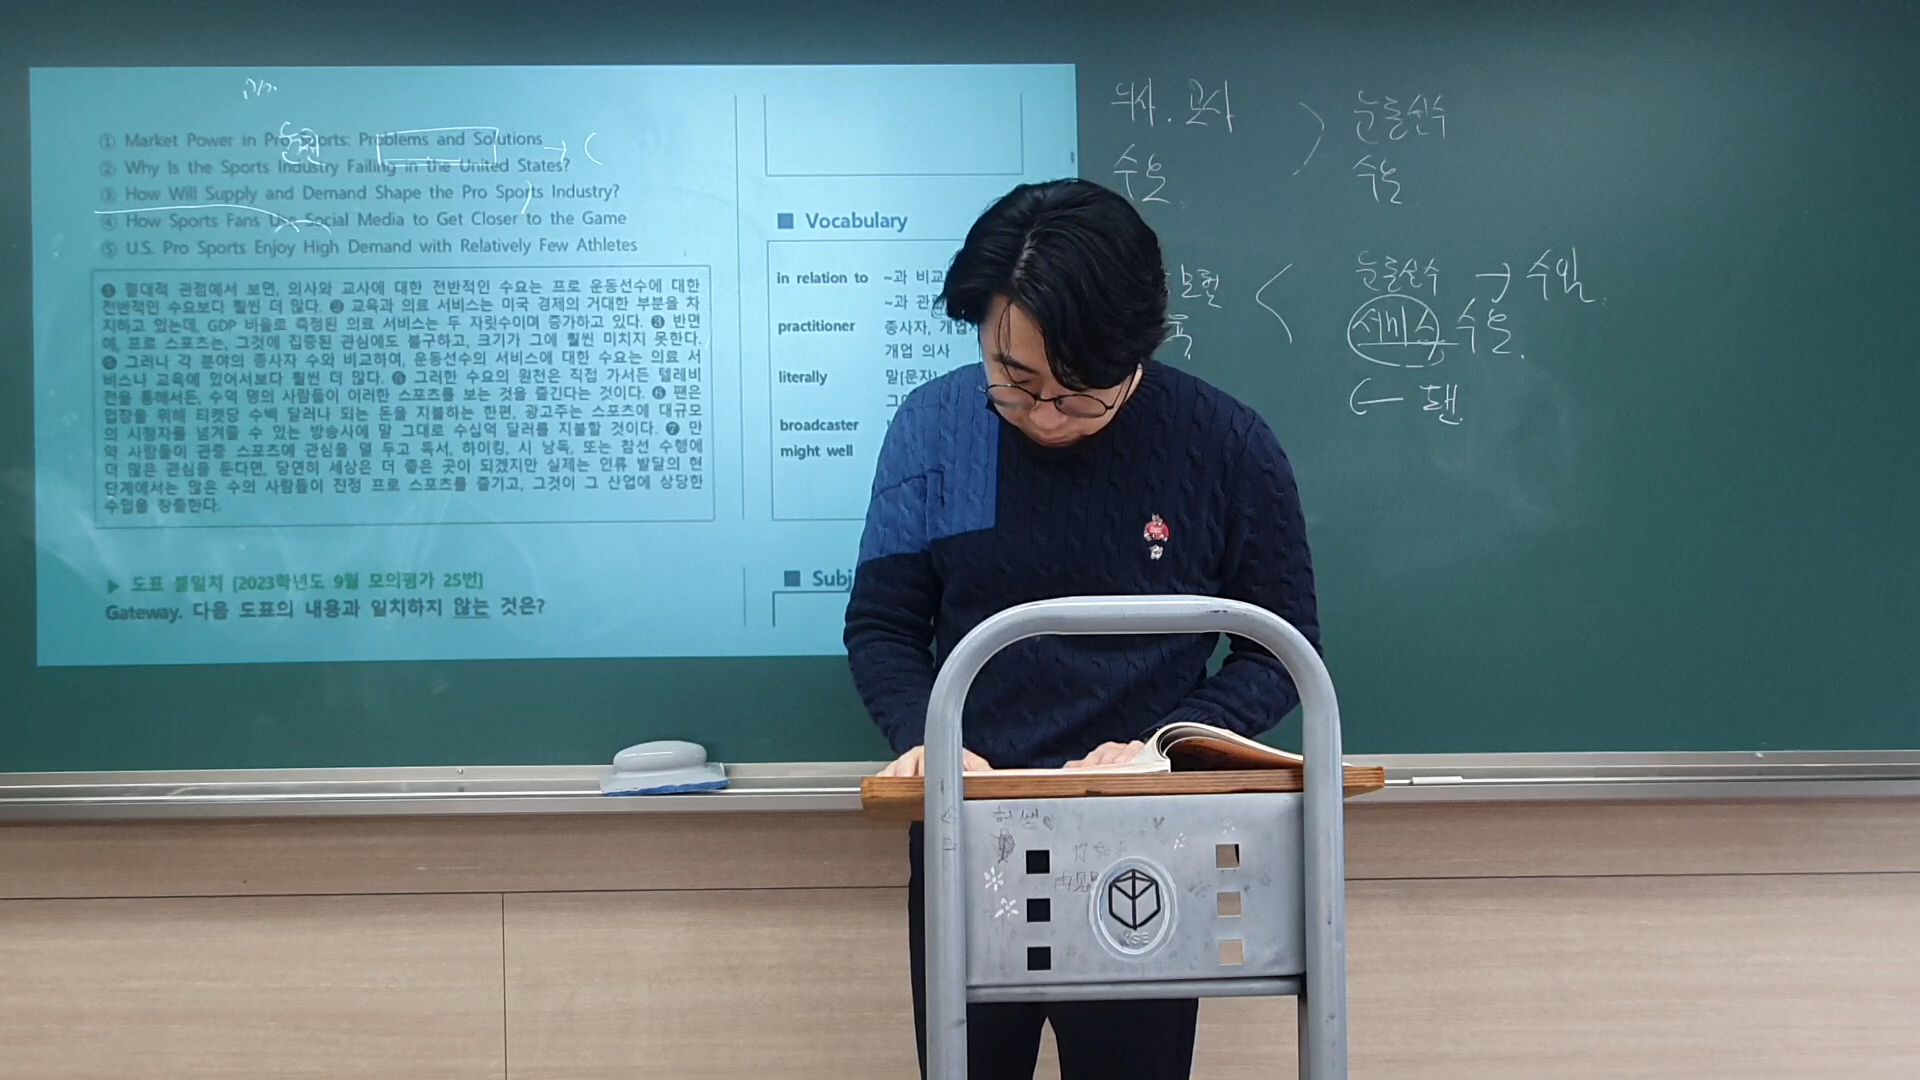 ① Market Power in Pro Sports: Problems and Solutions
② Why Is the Sports Industry Failing in the United States?
③ How Will Supply and Demand Shape the Pro Sports Industry?
④ How Sports Fans Use Social Media to Get Closer to the Game
⑤ U.S. Pro Sports Enjoy High Demand with Relatively Few Athletes
❶ 절대적 관점에서 보면, 의사와 교사에 대한 전반적인 수요는 프로 운동선수에 대한
전반적인 수요보다 훨씬 더 많다. ❷ 교육과 의료 서비스는 미국 경제의 거대한 부분을 차
지하고 있는데, GDP 비율로 측정된 의료 서비스는 두 자릿수이며 증가하고 있다. ❸ 반면
에, 프로 스포츠는, 그것에 집중된 관심에도 불구하고, 크기가 그에 훨씬 미치지 못한다.
❹ 그러나 각 분야의 종사자 수와 비교하여, 운동선수의 서비스에 대한 수요는 의료 서
비스나 교육에 있어서보다 훨씬 더 많다. ❺ 그러한 수요의 원천은 직접 가서든 텔레비
전을 통해서든, 수억 명의 사람들이 이러한 스포츠를 보는 것을 즐긴다는 것이다. ❻ 팬은
입장을 위해 티켓당 수백 달러나 되는 돈을 지불하는 한편, 광고주는 스포츠에 대규모
의 시청자를 넘겨줄 수 있는 방송사에 말 그대로 수십억 달러를 지불할 것이다. ❼ 만
약 사람들이 관중 스포츠에 관심을 덜 두고 독서, 하이킹, 시 낭독, 또는 참선 수행에
더 많은 관심을 둔다면, 당연히 세상은 더 좋은 곳이 되겠지만 실제는 인류 발달의 현
단계에서는 많은 수의 사람들이 진정 프로 스포츠를 즐기고, 그것이 그 산업에 상당한
수입을 창출한다.
▶ 도표 불일치 [2023학년도 9월 모의평가 25번]
Gateway. 다음 도표의 내용과 일치하지 않는 것은?
■ Vocabulary
in relation to ~과 비교
~과 관
practitioner 종사자, 개업
개업 의사
literally 말[문자]
broadcaster
might well
■ Subj
의사. 교사 > 운동선수
수요 수요
< 운동선수 → 수입
서비스 수요.
← 팬